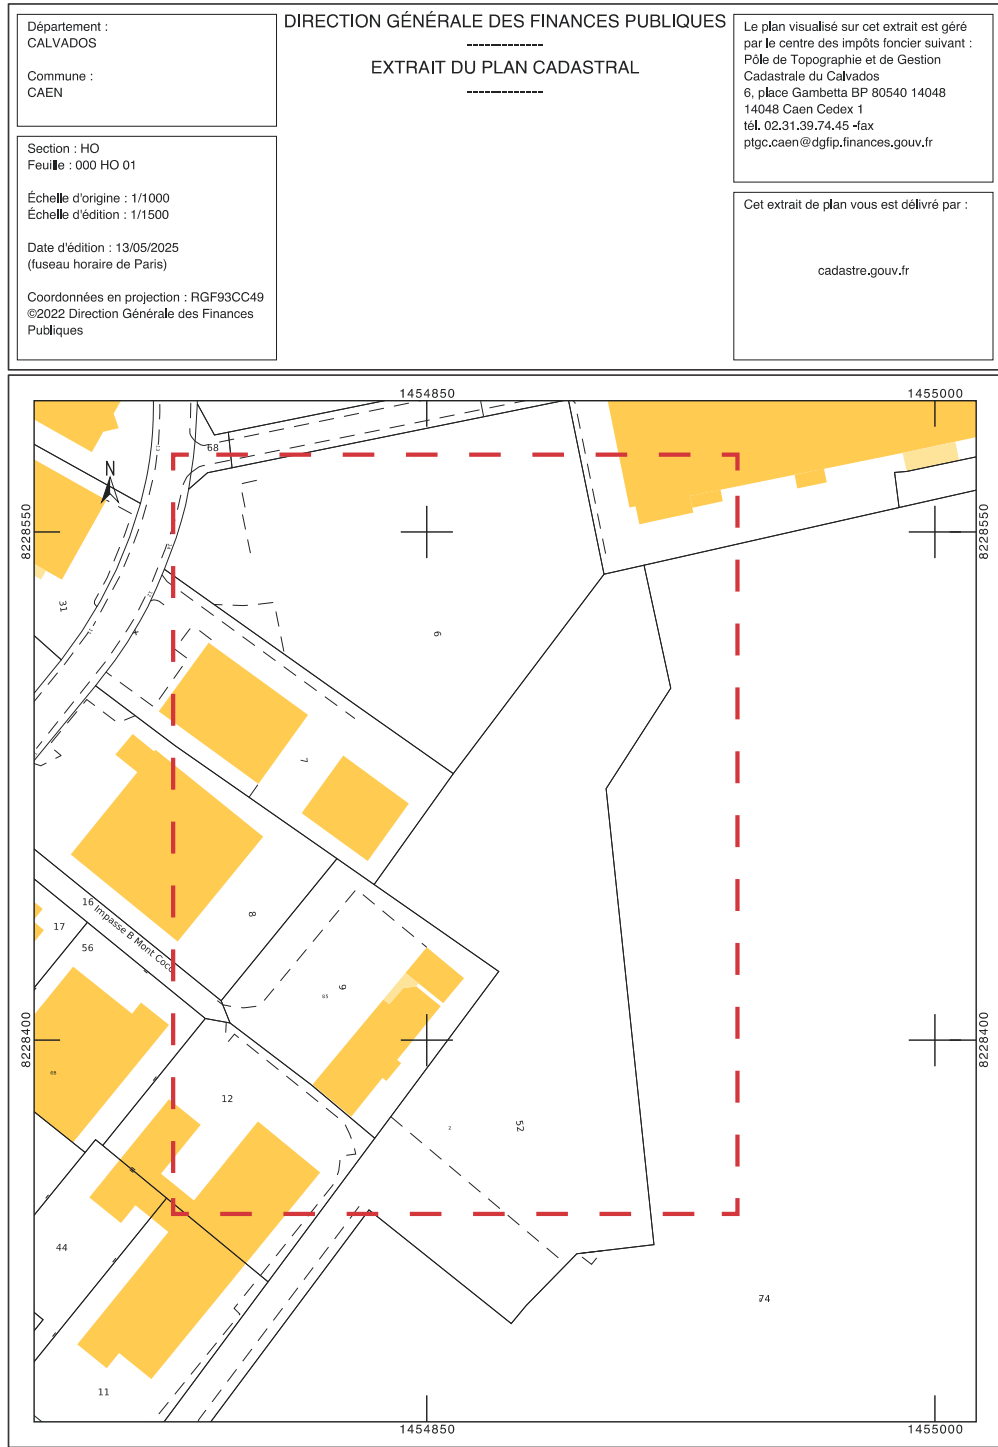 Département :
CALVADOS
Commune :
CAEN
Section : HO
Feuille : 000 HO 01
Échelle d'origine : 1/1000
Échelle d'édition : 1/1500
Date d'édition : 13/05/2025
(fuseau horaire de Paris)
Coordonnées en projection : RGF93CC49
©2022 Direction Générale des Finances
Publiques
DIRECTION GÉNÉRALE DES FINANCES PUBLIQUES
-------------
EXTRAIT DU PLAN CADASTRAL
-------------
Le plan visualisé sur cet extrait est géré
par le centre des impôts foncier suivant :
Pôle de Topographie et de Gestion
Cadastrale du Calvados
6, place Gambetta BP 80540 14048
14048 Caen Cedex 1
tél. 02.31.39.74.45 -fax
ptgc.caen@dgfip.finances.gouv.fr
Cet extrait de plan vous est délivré par :
cadastre.gouv.fr
1454850
1455000
68
N
8228550
8228550
31
6
7
16
Impasse B Mont Coco
17
56
8
9
8228400
8228400
12
52
2
44
74
11
1454850
1455000